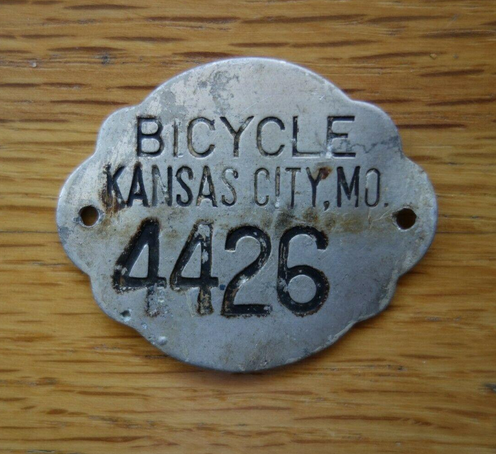 BICYCLE
KANSAS CITY, MO.
4426